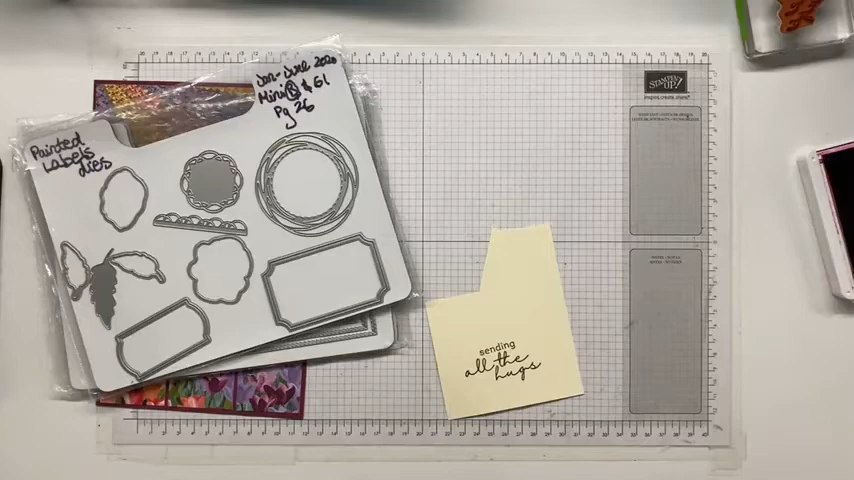 Jan-June 2020
Mini
$61
Pg 26
Painted
Labels
dies
STAMPIN' UP!
sending
all the
hugs